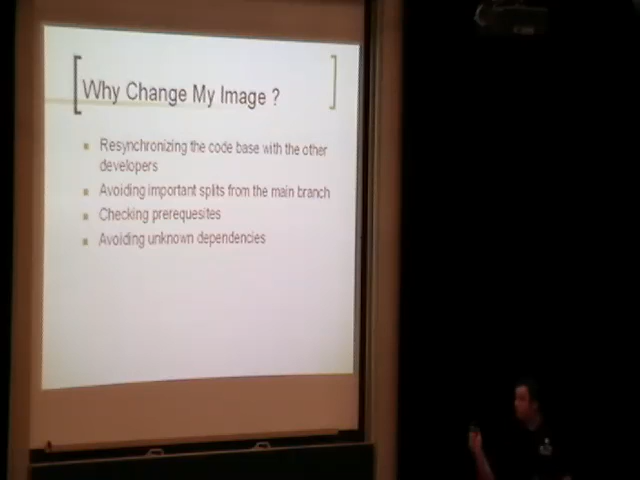 Why Change My Image ?
Resynchronizing the code base with the other
developers
Avoiding important splits from the main branch
Checking prerequesites
Avoiding unknown dependencies